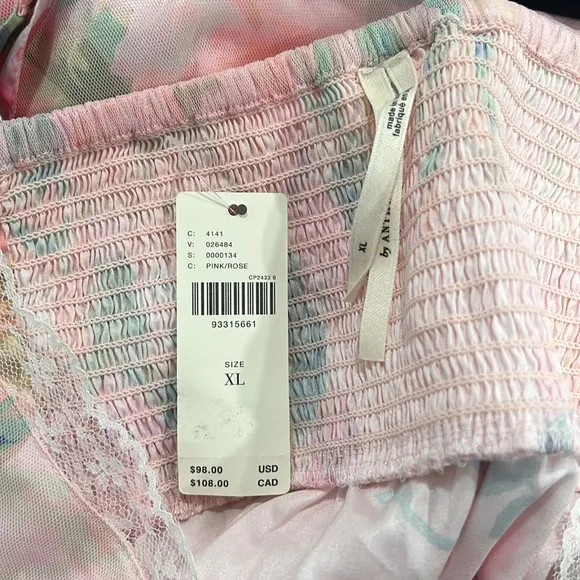 C: 4141
V: 026484
S: 0000134
C: PINK/ROSE
CP2433 6
93315661
SIZE
XL
$98.00 USD
$108.00 CAD
made in
fabriqué en
XL
by ANTH